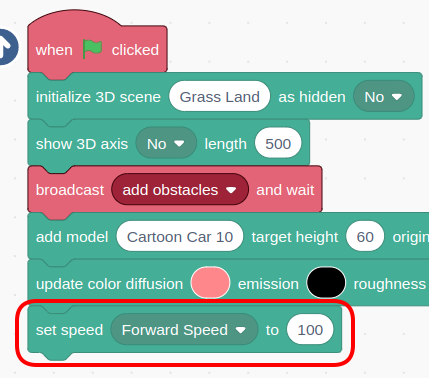 when clicked
initialize 3D scene Grass Land as hidden No
show 3D axis No length 500
broadcast add obstacles and wait
add model Cartoon Car 10 target height 60 origin
update color diffusion emission roughness
set speed Forward Speed to 100